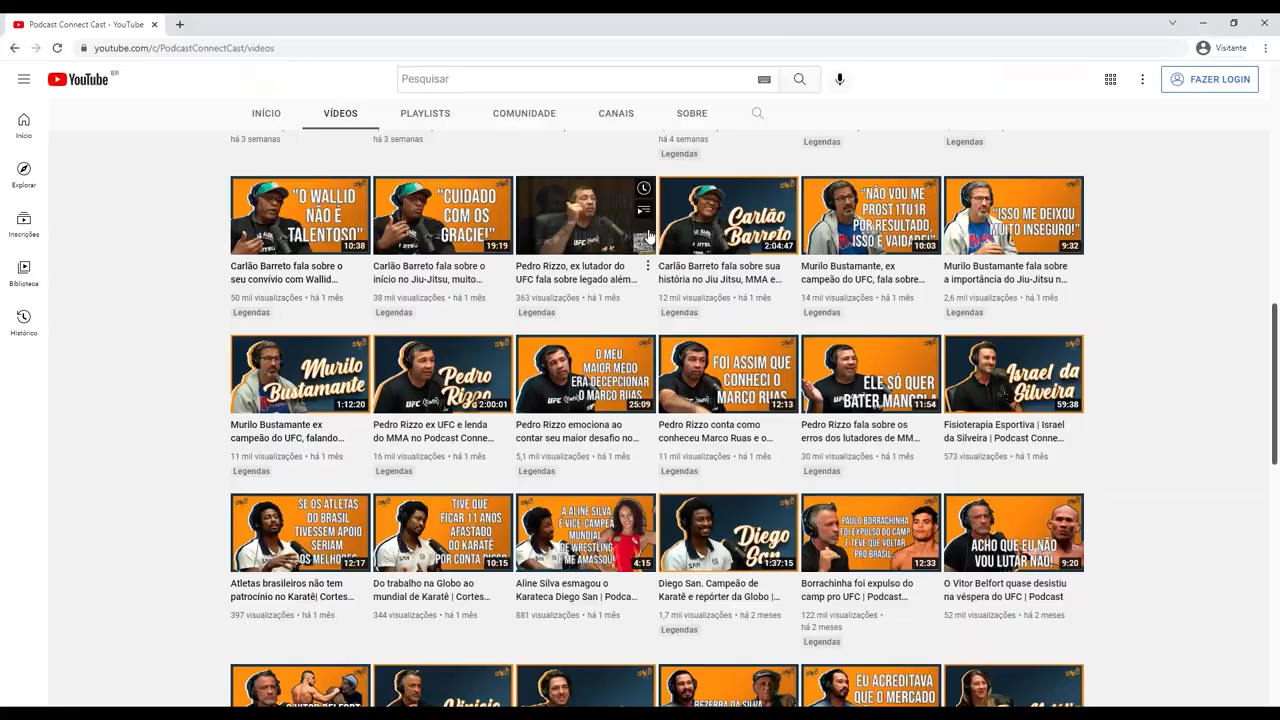 Podcast Connect Cast - YouTube
youtube.com/c/PodcastConnectCast/videos
Visitante
YouTube BR
Pesquisar
FAZER LOGIN
INÍCIO
VÍDEOS
PLAYLISTS
COMUNIDADE
CANAIS
SOBRE
Início
Explorar
Inscrições
Biblioteca
Histórico
há 3 semanas
há 3 semanas
há 4 semanas
Legendas
Legendas
Legendas
"O WALLID
NÃO É
TALENTOSO"
10:38
Carlão Barreto fala sobre o
seu convívio com Wallid...
50 mil visualizações • há 1 mês
Legendas
"CUIDADO
COM OS
GRACIE!"
19:19
Carlão Barreto fala sobre o
início no Jiu-Jitsu, muito...
38 mil visualizações • há 1 mês
Legendas
UFC
Pedro Rizzo, ex lutador do
UFC fala sobre legado além...
363 visualizações • há 1 mês
Legendas
Carlão
Barreto
2:04:47
Carlão Barreto fala sobre sua
história no Jiu Jitsu, MMA e...
12 mil visualizações • há 1 mês
Legendas
"NÃO VOU ME
PROST1TU1R
POR RESULTADO,
ISSO É VAIDADE!"
10:03
Murilo Bustamante, ex
campeão do UFC, fala sobre...
14 mil visualizações • há 1 mês
Legendas
"ISSO ME DEIXOU
MUITO INSEGURO!"
9:32
Murilo Bustamante fala sobre
a importância do Jiu-Jitsu n...
2,6 mil visualizações • há 1 mês
Legendas
Murilo
Bustamante
1:12:20
Murilo Bustamante ex
campeão do UFC, falando...
11 mil visualizações • há 1 mês
Legendas
Pedro
Rizzo
UFC
2:00:01
Pedro Rizzo ex UFC e lenda
do MMA no Podcast Conne...
16 mil visualizações • há 1 mês
Legendas
O MEU
MAIOR MEDO
ERA DECEPCIONAR
O MARCO RUAS
UFC
25:09
Pedro Rizzo emociona ao
contar seu maior desafio no...
5,1 mil visualizações • há 1 mês
Legendas
FOI ASSIM QUE
CONHECI O
MARCO RUAS
12:13
Pedro Rizzo conta como
conheceu Marco Ruas e o...
11 mil visualizações • há 1 mês
Legendas
ELE SÓ QUER
BATER MANOPLA
11:54
Pedro Rizzo fala sobre os
erros dos lutadores de MM...
30 mil visualizações • há 1 mês
Legendas
Israel da
Silveira
59:38
Fisioterapia Esportiva | Israel
da Silveira | Podcast Conne...
573 visualizações • há 1 mês
SE OS ATLETAS
DO BRASIL
TIVESSEM APOIO
SERIAM
OS MELHORES
12:17
Atletas brasileiros não tem
patrocínio no Karatê| Cortes...
397 visualizações • há 1 mês
TIVE QUE
FICAR 11 ANOS
AFASTADO
DO KARATÊ
POR CONTA DISSO
10:15
Do trabalho na Globo ao
mundial de Karatê | Cortes...
344 visualizações • há 1 mês
A ALINE SILVA
É VICE-CAMPEÃ
MUNDIAL
DE WRESTLING
E ME AMASSOU!
4:15
Aline Silva esmagou o
Karateca Diego San | Podca...
881 visualizações • há 1 mês
Diego
San
1:37:15
Diego San. Campeão de
Karatê e repórter da Globo |...
1,7 mil visualizações • há 2 meses
Legendas
PAULO BORRACHINHA
FOI EXPULSO DO CAMP
E TEVE QUE VOLTAR
PRO BRASIL
12:33
Borrachinha foi expulso do
camp pro UFC | Podcast...
122 mil visualizações •
há 2 meses
Legendas
ACHO QUE EU NÃO
VOU LUTAR NÃO!
9:20
O Vitor Belfort quase desistiu
na véspera do UFC | Podcast
52 mil visualizações • há 2 meses
O VITOR BELFORT
BEZERRA DA SILVA
EU ACREDITAVA
QUE O MERCADO